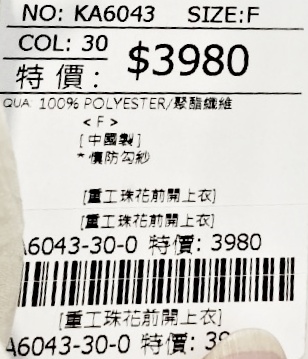 NO: KA6043 SIZE:F
COL: 30
特價: $3980
QUA 100% POLYESTER/聚酯纖維
<F>
[中國製]
*慎防勾紗
[重工珠花前開上衣]
[重工珠花前開上衣]
A6043-30-0 特價: 3980
[重工珠花前開上衣]
A6043-30-0 特價: 39